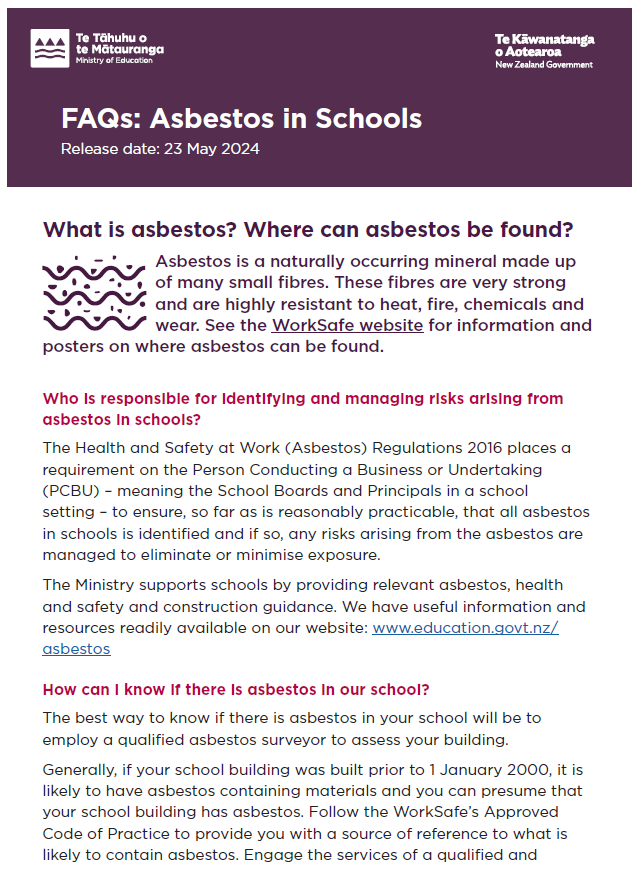 Te Tāhuhu o
te Mātauranga
Ministry of Education
Te Kāwanatanga
o Aotearoa
New Zealand Government
FAQs: Asbestos in Schools
Release date: 23 May 2024
What is asbestos? Where can asbestos be found?
Asbestos is a naturally occurring mineral made up
of many small fibres. These fibres are very strong
and are highly resistant to heat, fire, chemicals and
wear. See the WorkSafe website for information and
posters on where asbestos can be found.
Who is responsible for identifying and managing risks arising from
asbestos in schools?
The Health and Safety at Work (Asbestos) Regulations 2016 places a
requirement on the Person Conducting a Business or Undertaking
(PCBU) – meaning the School Boards and Principals in a school
setting – to ensure, so far as is reasonably practicable, that all asbestos
in schools is identified and if so, any risks arising from the asbestos are
managed to eliminate or minimise exposure.
The Ministry supports schools by providing relevant asbestos, health
and safety and construction guidance. We have useful information and
resources readily available on our website: www.education.govt.nz/
asbestos
How can I know if there is asbestos in our school?
The best way to know if there is asbestos in your school will be to
employ a qualified asbestos surveyor to assess your building.
Generally, if your school building was built prior to 1 January 2000, it is
likely to have asbestos containing materials and you can presume that
your school building has asbestos. Follow the WorkSafe's Approved
Code of Practice to provide you with a source of reference to what is
likely to contain asbestos. Engage the services of a qualified and